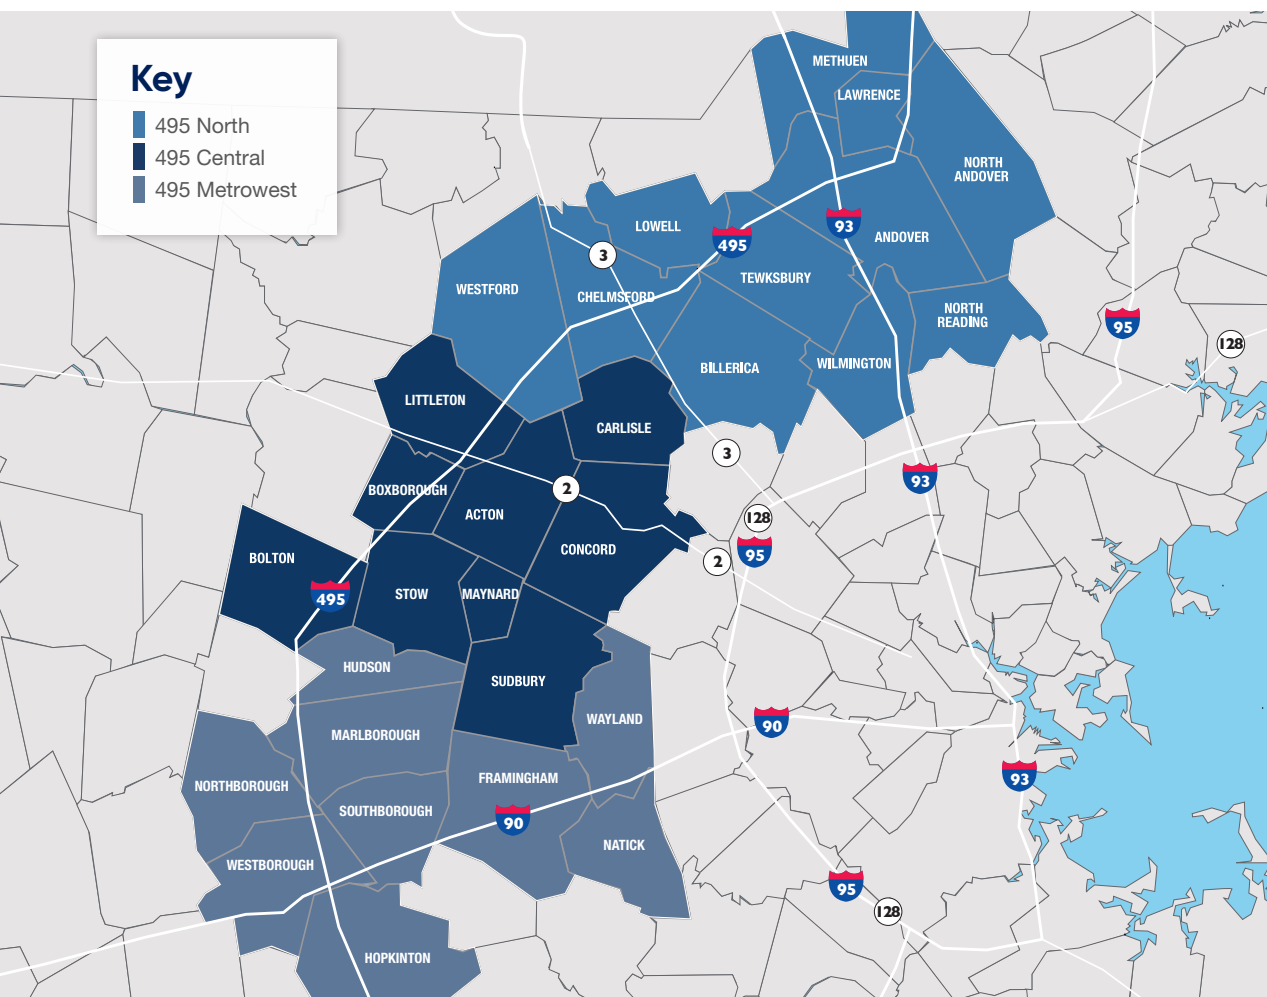 Key
495 North
495 Central
495 Metrowest
METHUEN
LAWRENCE
NORTH
ANDOVER
LOWELL
495
93
ANDOVER
3
TEWKSBURY
WESTFORD
CHELMSFORD
NORTH
READING
95
128
BILLERICA
WILMINGTON
LITTLETON
CARLISLE
3
93
BOXBOROUGH
2
ACTON
128
CONCORD
95
2
BOLTON
495
STOW
MAYNARD
HUDSON
SUDBURY
WAYLAND
90
MARLBOROUGH
FRAMINGHAM
93
NORTHBOROUGH
SOUTHBOROUGH
90
NATICK
WESTBOROUGH
95
128
HOPKINTON